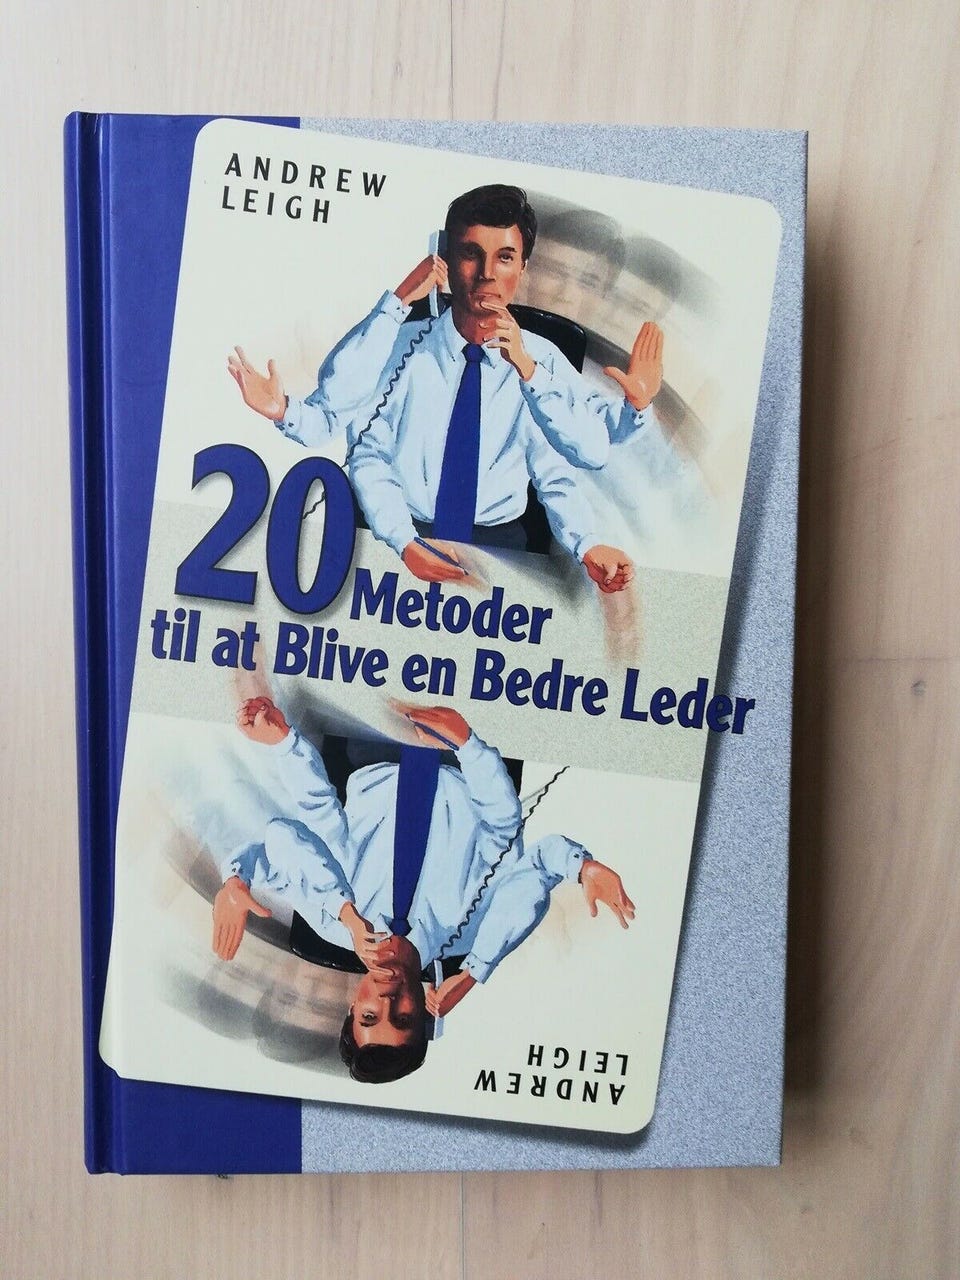 ANDREW
LEIGH
20 Metoder
til at Blive en Bedre Leder
ANDREW
LEIGH